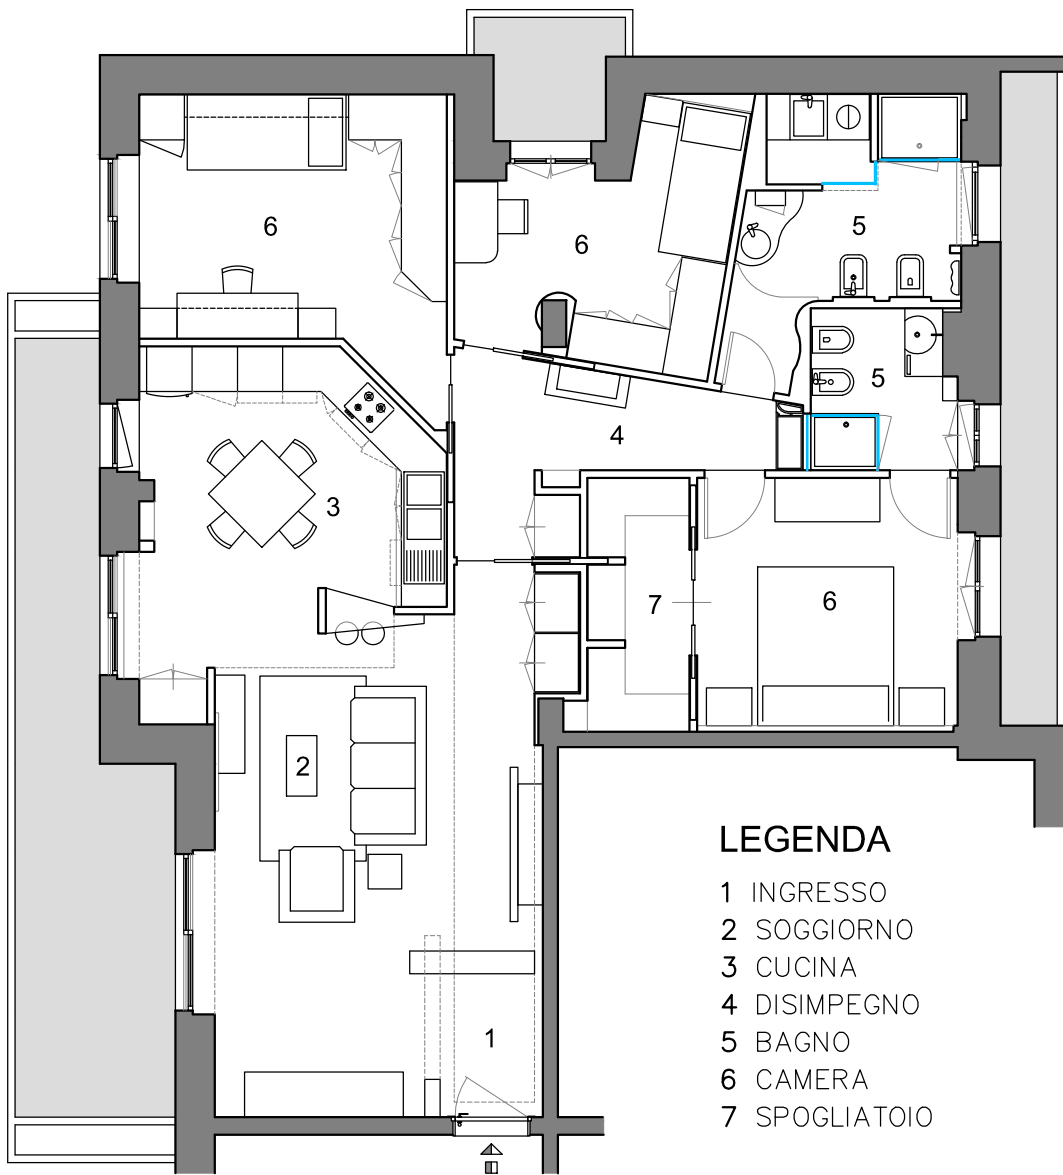 6
6
5
5
4
3
7
6
2
1
LEGENDA
1 INGRESSO
2 SOGGIORNO
3 CUCINA
4 DISIMPEGNO
5 BAGNO
6 CAMERA
7 SPOGLIATOIO